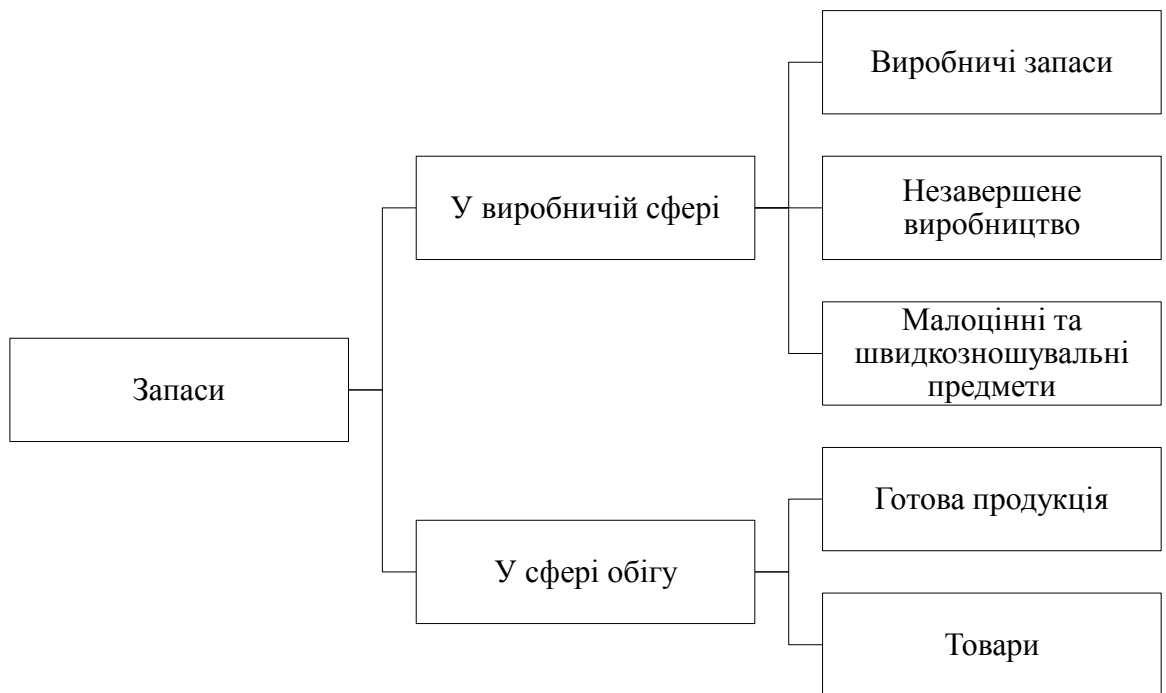 Запаси
У виробничій сфері
Виробничі запаси
Незавершене
виробництво
Малоцінні та
швидкозношувальні
предмети
У сфері обігу
Готова продукція
Товари